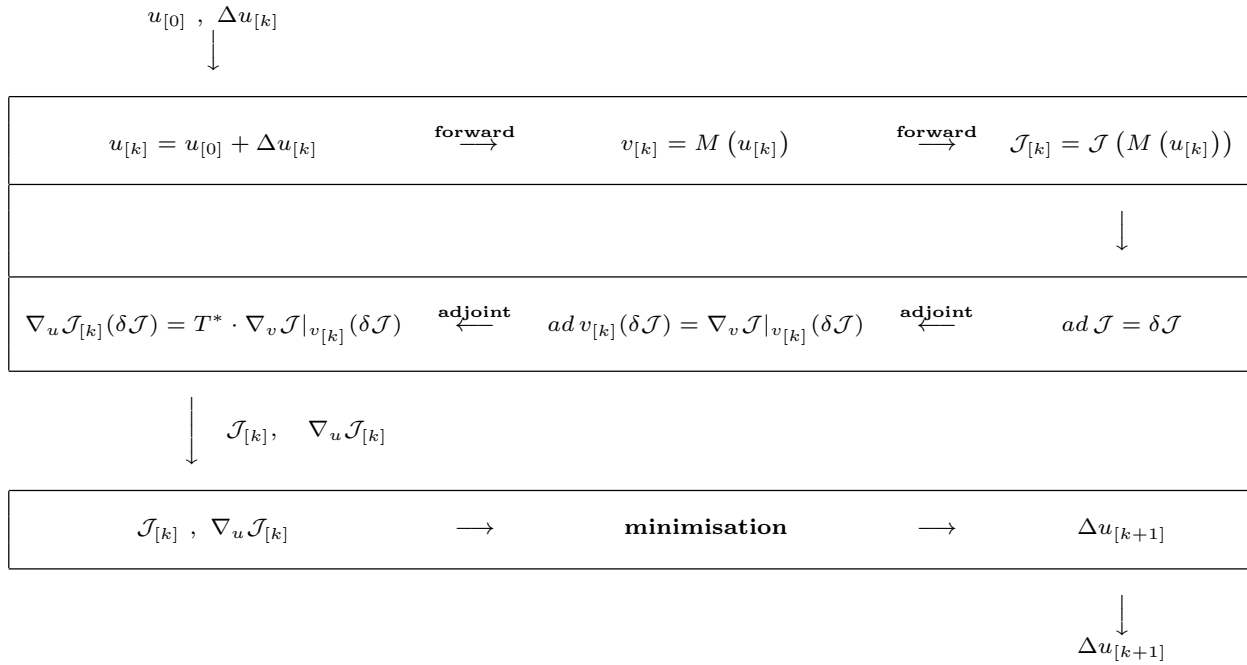 u_{[0]} , Δu_{[k]}
↓
u_{[k]} = u_{[0]} + Δu_{[k]} forward⟶ v_{[k]} = M (u_{[k]}) forward⟶ 𝒥_{[k]} = 𝒥 (M (u_{[k]}))
↓
∇_u 𝒥_{[k]}(δ𝒥) = T* · ∇_v 𝒥|_{v_{[k]}}(δ𝒥) adjoint⟵ ad v_{[k]}(δ𝒥) = ∇_v 𝒥|_{v_{[k]}}(δ𝒥) adjoint⟵ ad 𝒥 = δ𝒥
↓ 𝒥_{[k]}, ∇_u 𝒥_{[k]}
𝒥_{[k]} , ∇_u 𝒥_{[k]} ⟶ minimisation ⟶ Δu_{[k+1]}
↓
Δu_{[k+1]}